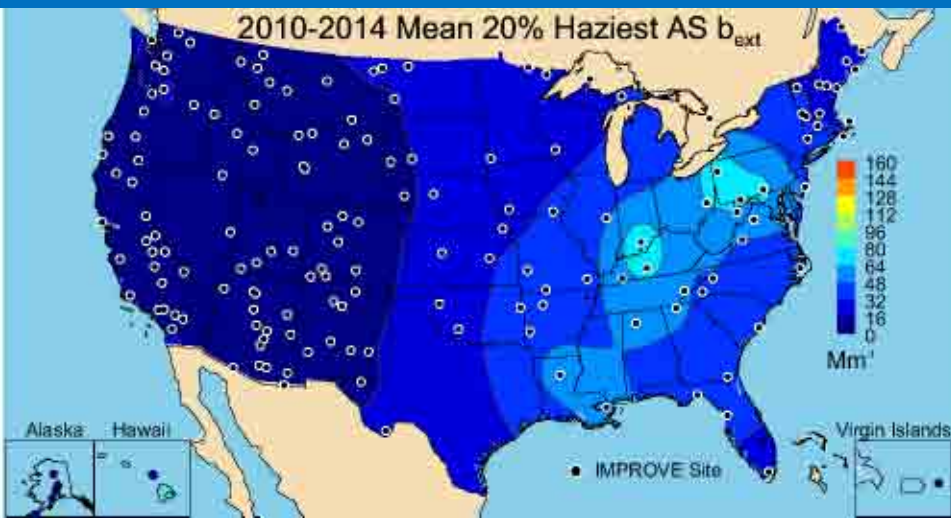 2010-2014 Mean 20% Haziest AS bext
160
144
128
112
96
80
64
48
32
16
0
Mm-1
Alaska
Hawaii
Virgin Islands
IMPROVE Site